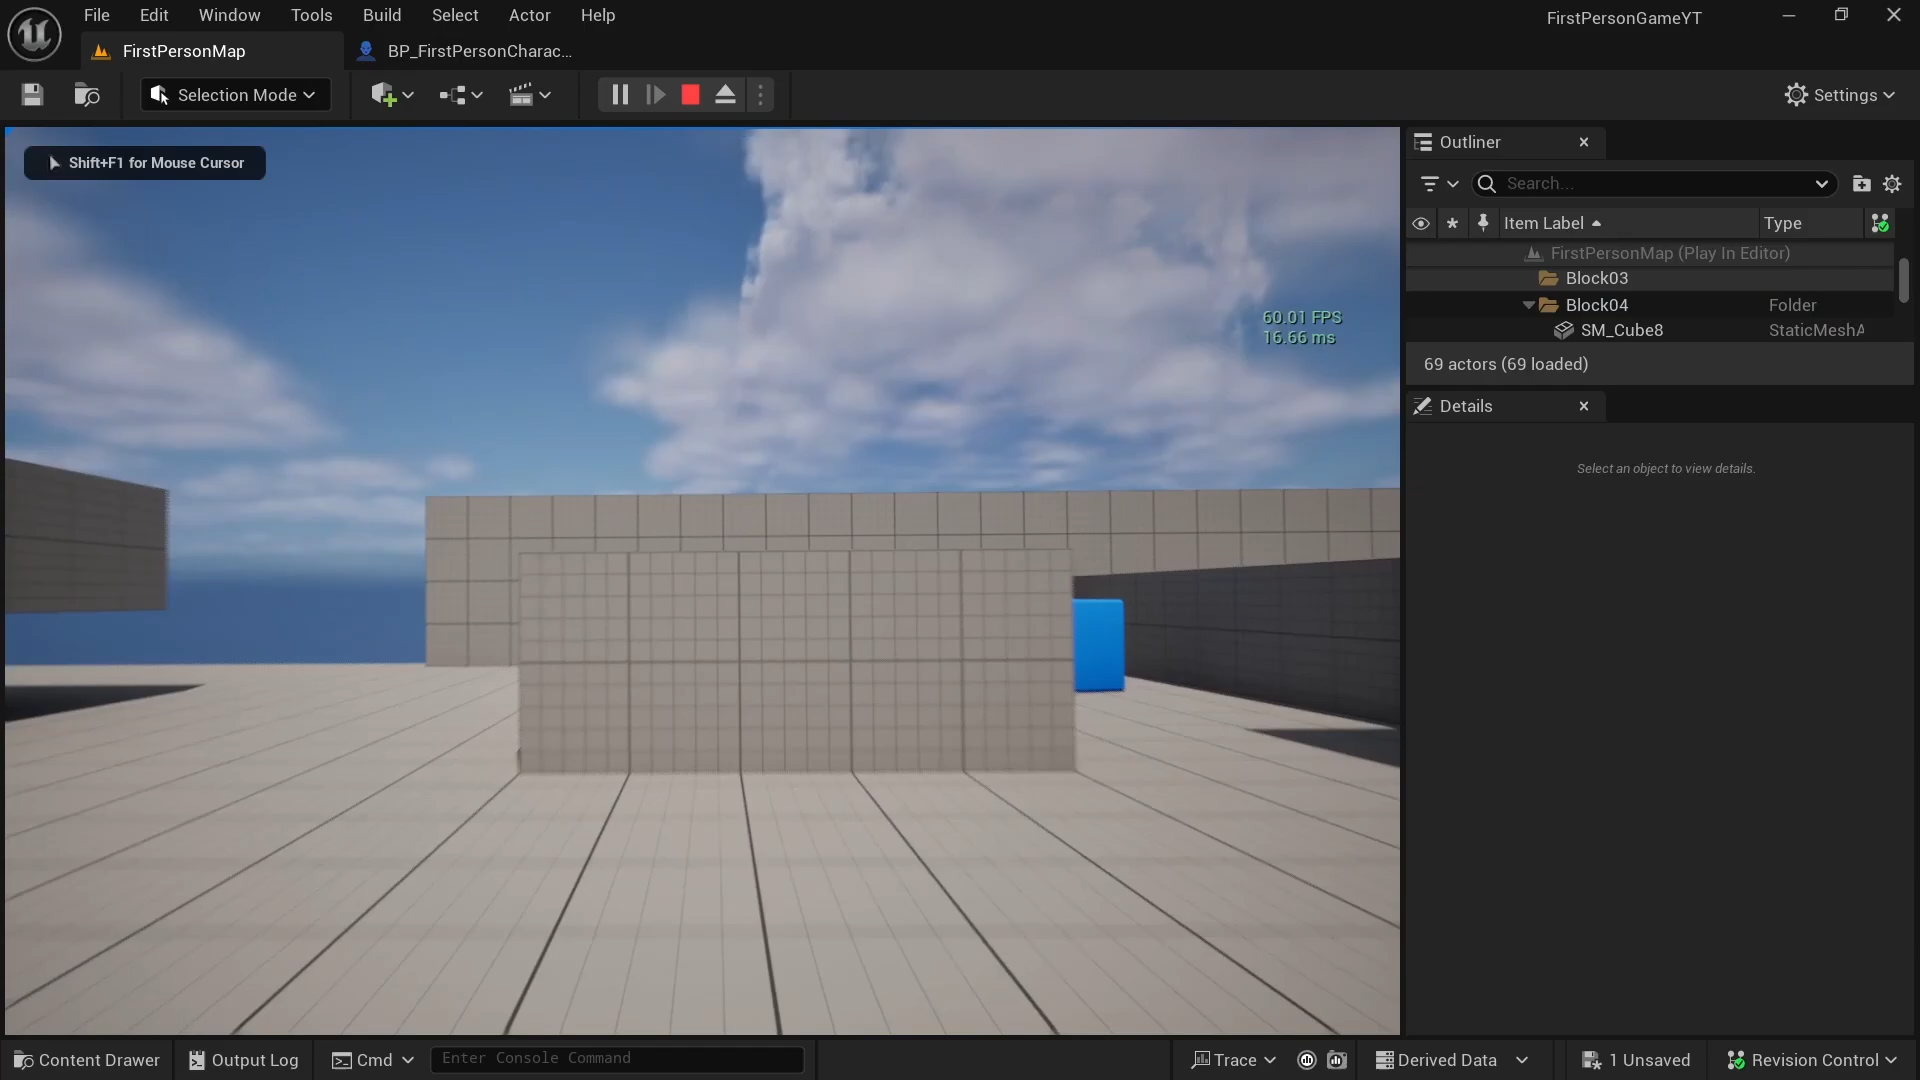 File Edit Window Tools Build Select Actor Help
FirstPersonGameYT
FirstPersonMap
BP_FirstPersonCharac...
Selection Mode
Settings
Shift+F1 for Mouse Cursor
60.01 FPS
16.66 ms
Outliner
Search...
Item Label
Type
FirstPersonMap (Play In Editor)
Block03
Block04 Folder
SM_Cube8 StaticMeshA
69 actors (69 loaded)
Details
Select an object to view details.
Content Drawer
Output Log
Cmd
Enter Console Command
Trace
Derived Data
1 Unsaved
Revision Control